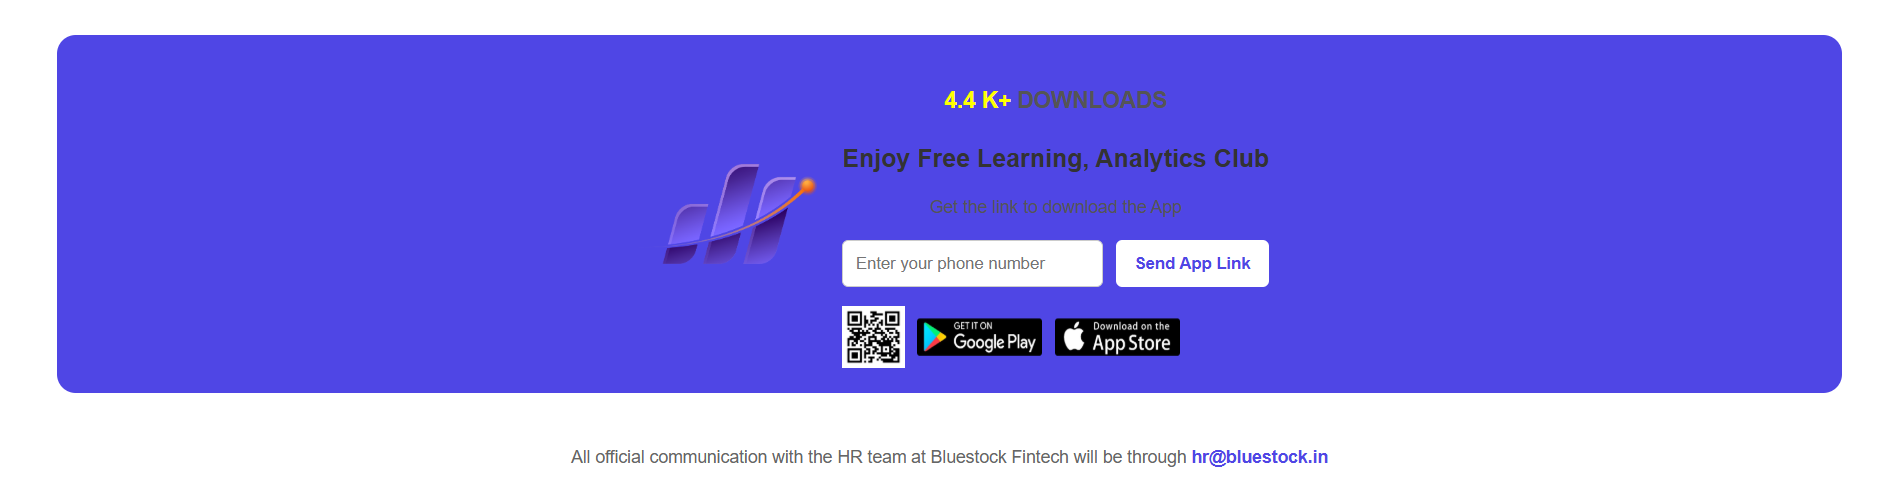 4.4 K+ DOWNLOADS
Enjoy Free Learning, Analytics Club
Get the link to download the App
Enter your phone number
Send App Link
GET IT ON
Google Play
Download on the
App Store
All official communication with the HR team at Bluestock Fintech will be through hr@bluestock.in